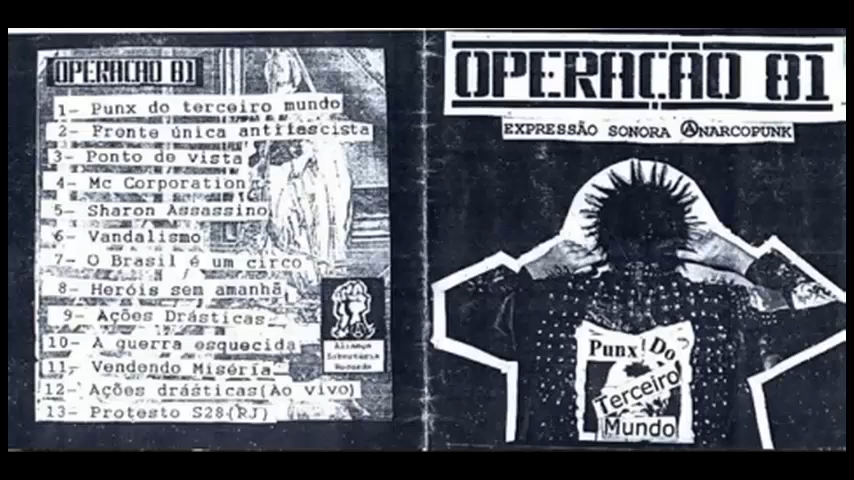 OPERAÇÃO 81
1- Punx do terceiro mundo
2- Frente única antifascista
3- Ponto de vista
4- Mc Corporation
5- Sharon Assassino
6- Vandalismo
7- O Brasil é um circo
8- Heróis sem amanhã
9- Ações Drásticas
10- A guerra esquecida
11- Vendendo Miséria
12- Ações drásticas(Ao vivo)
13- Protesto S28(RJ)
Aliança
Libertária
Records
OPERAÇÃO 81
EXPRESSÃO SONORA ⒶNARCOPUNK
Punx! Do
Terceiro
Mundo